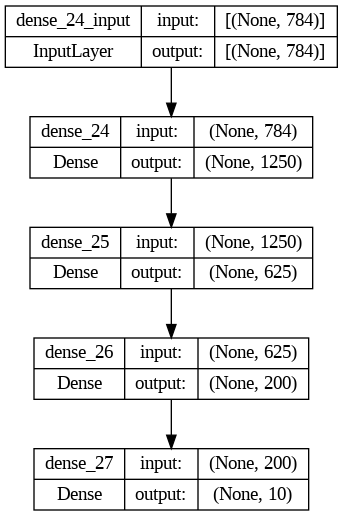 dense_24_input input: [(None, 784)]
InputLayer output: [(None, 784)]
dense_24 input: (None, 784)
Dense output: (None, 1250)
dense_25 input: (None, 1250)
Dense output: (None, 625)
dense_26 input: (None, 625)
Dense output: (None, 200)
dense_27 input: (None, 200)
Dense output: (None, 10)